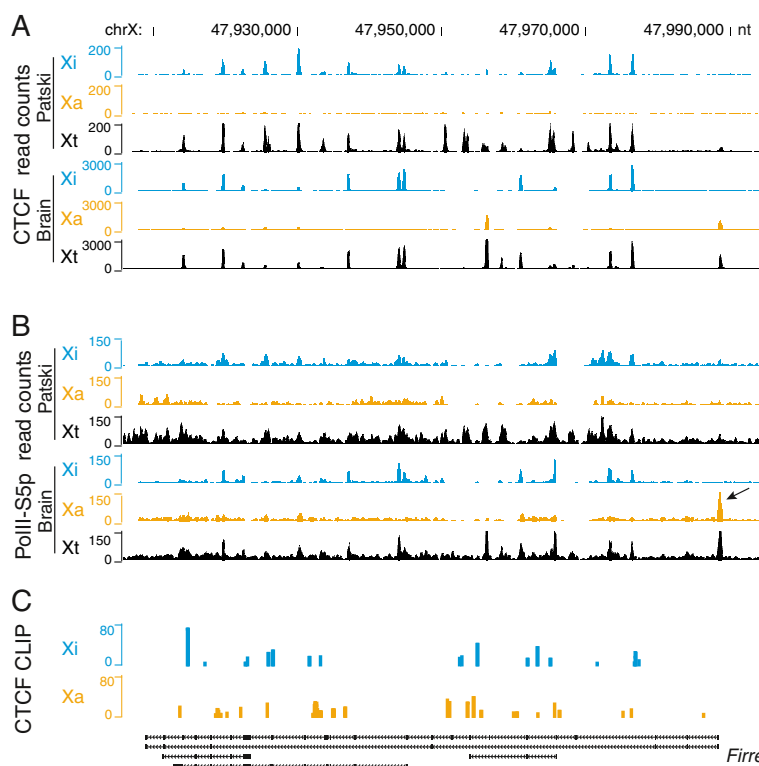 A
chrX: 47,930,000 47,950,000 47,970,000 47,990,000 nt
CTCF read counts
Patski
Xi 200 0
Xa 200 0
Xt 200 0
Brain
Xi 3000 0
Xa 3000 0
Xt 3000 0
B
PolII-S5p read counts
Patski
Xi 150 0
Xa 150 0
Xt 150 0
Brain
Xi 150 0
Xa 150 0
Xt 150 0
C
CTCF CLIP
Xi 80 0
Xa 80 0